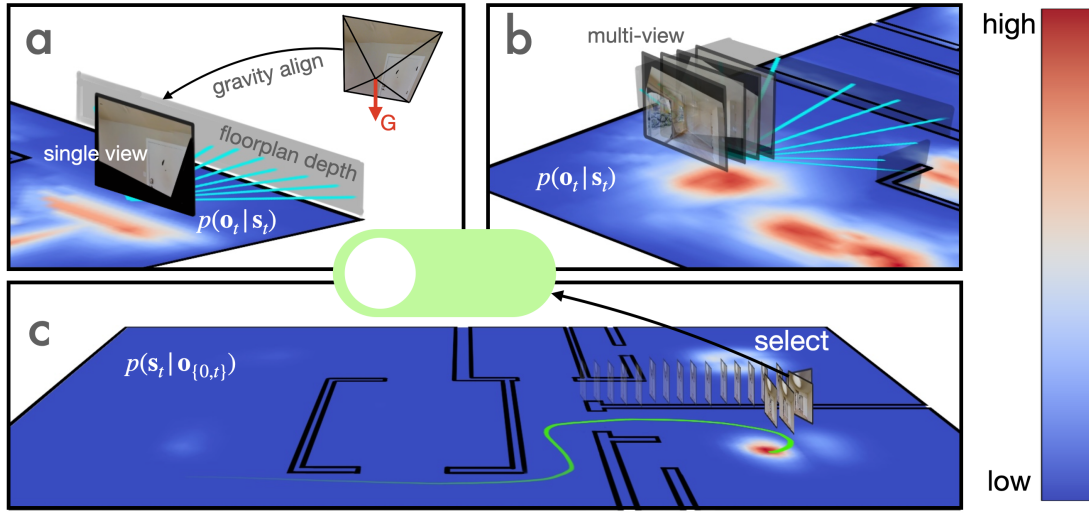 a
gravity align
G
single view
floorplan depth
p(o_t | s_t)
b
multi-view
p(o_t | s_t)
high
c
p(s_t | o_{0,t})
select
low